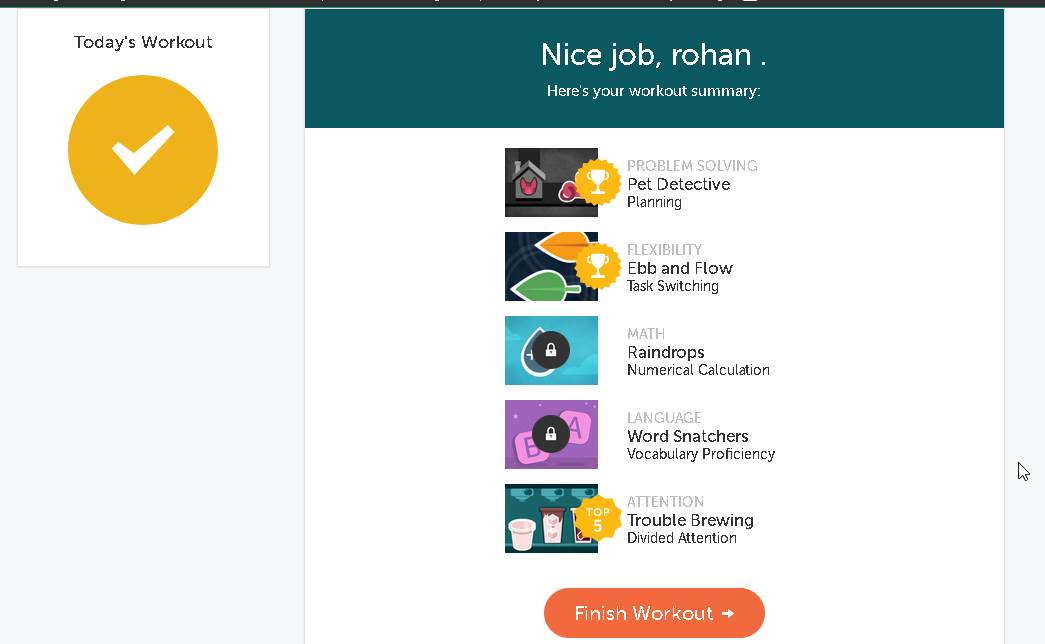 Today's Workout
Nice job, rohan .
Here's your workout summary:
PROBLEM SOLVING
Pet Detective
Planning
FLEXIBILITY
Ebb and Flow
Task Switching
MATH
Raindrops
Numerical Calculation
B
A
LANGUAGE
Word Snatchers
Vocabulary Proficiency
TOP
5
ATTENTION
Trouble Brewing
Divided Attention
Finish Workout ➔